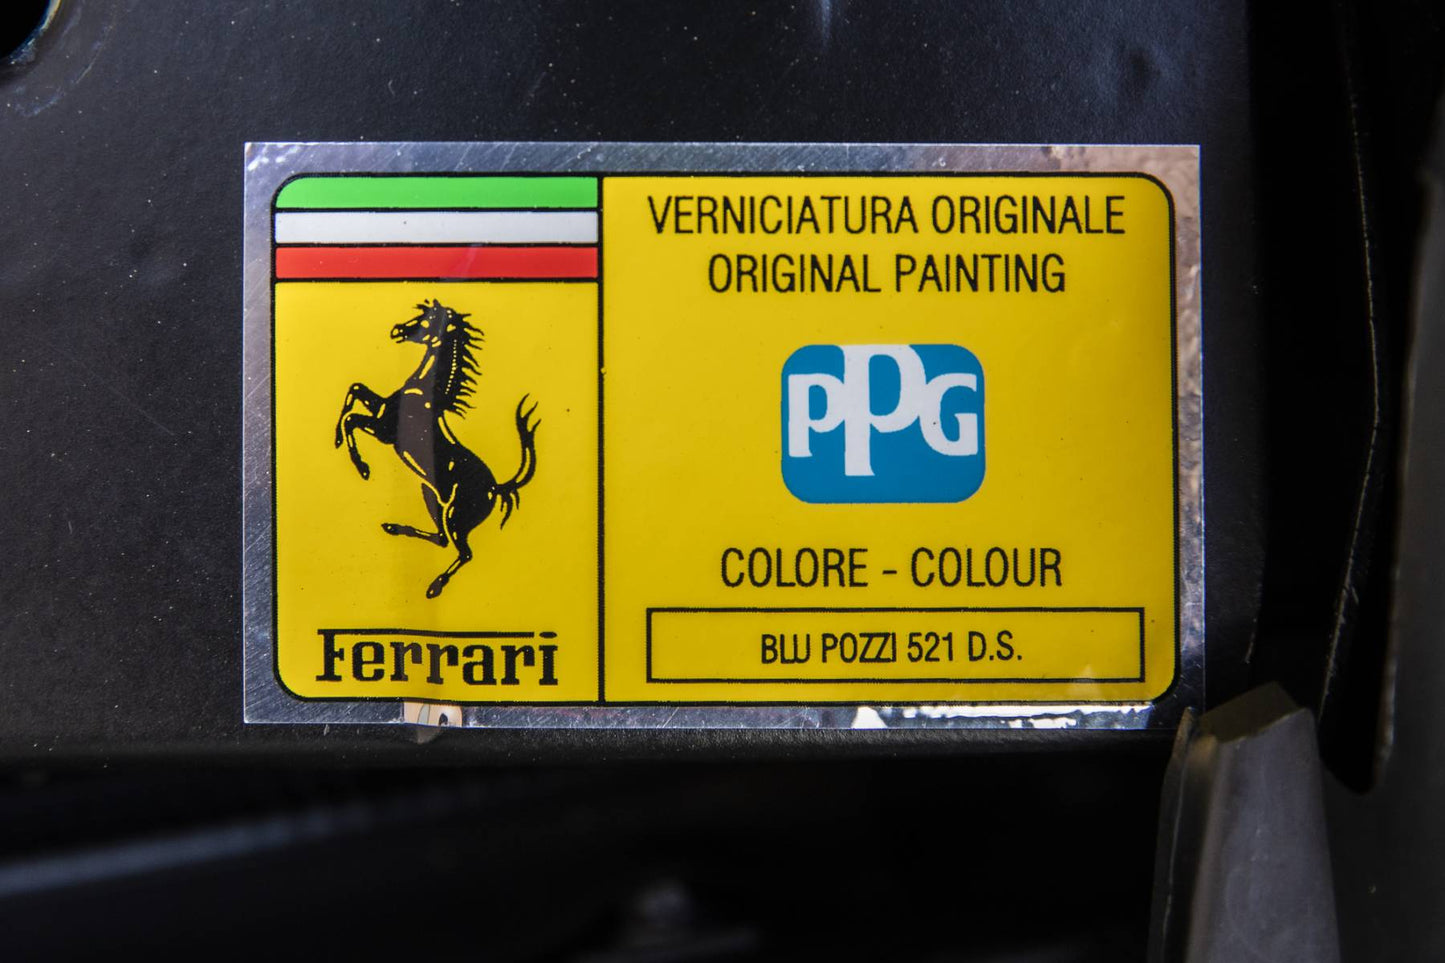 VERNICIATURA ORIGINALE
ORIGINAL PAINTING
PPG
COLORE - COLOUR
BLU POZZI 521 D.S.
Ferrari